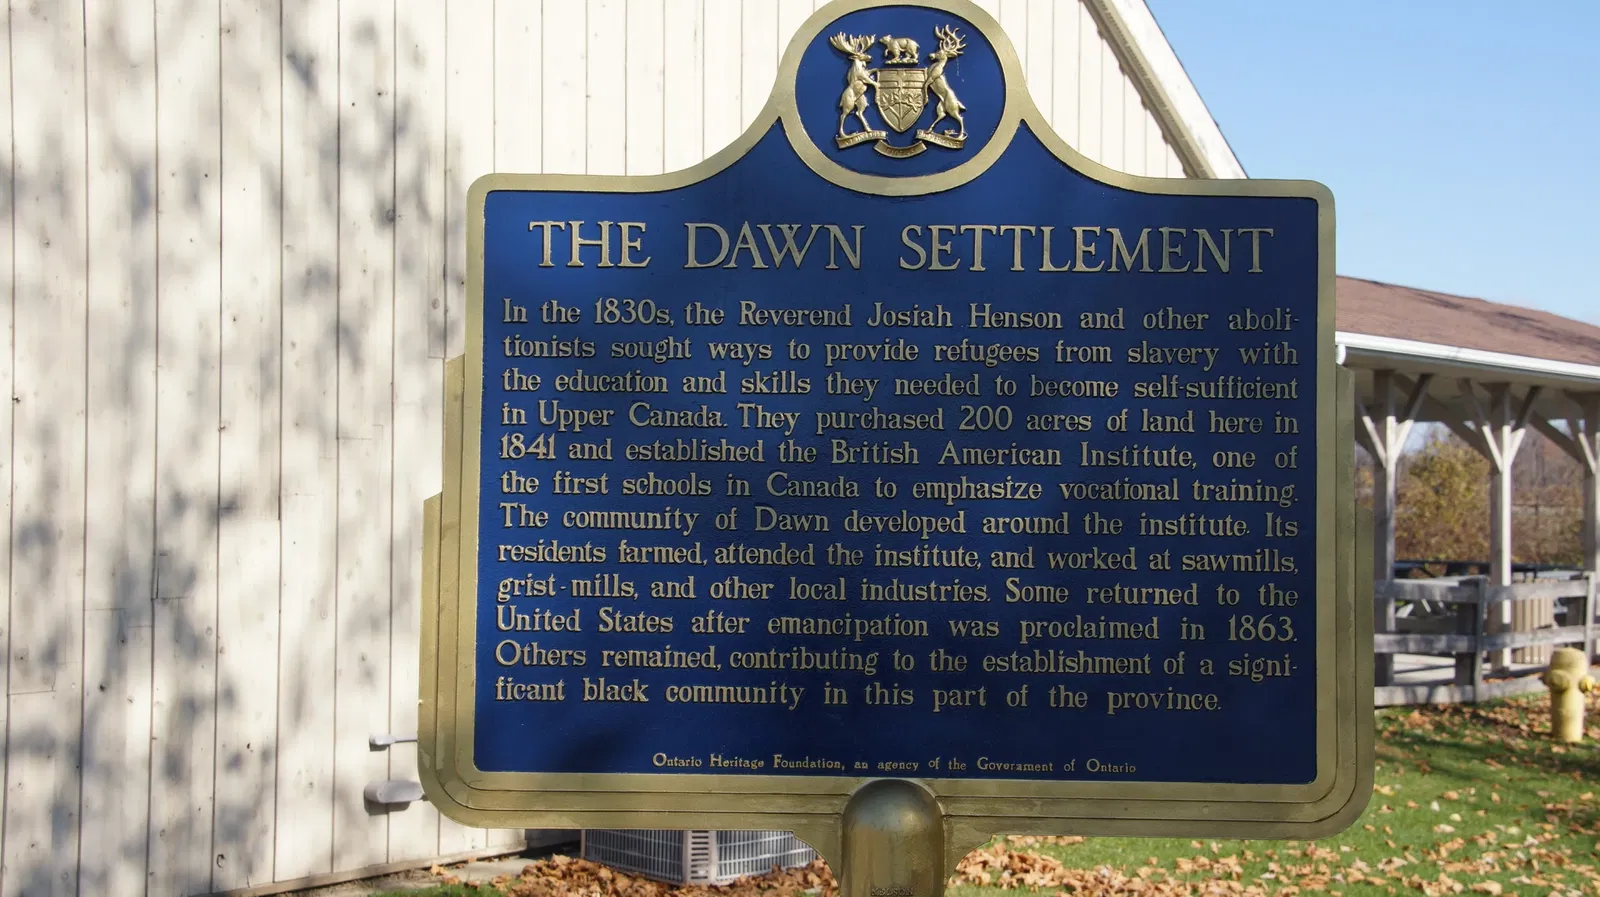 THE DAWN SETTLEMENT
In the 1830s, the Reverend Josiah Henson and other aboli-
tionists sought ways to provide refugees from slavery with
the education and skills they needed to become self-sufficient
in Upper Canada. They purchased 200 acres of land here in
1841 and established the British American Institute, one of
the first schools in Canada to emphasize vocational training.
The community of Dawn developed around the institute. Its
residents farmed, attended the institute, and worked at sawmills,
grist-mills, and other local industries. Some returned to the
United States after emancipation was proclaimed in 1863.
Others remained, contributing to the establishment of a signi-
ficant black community in this part of the province.
Ontario Heritage Foundation, an agency of the Government of Ontario